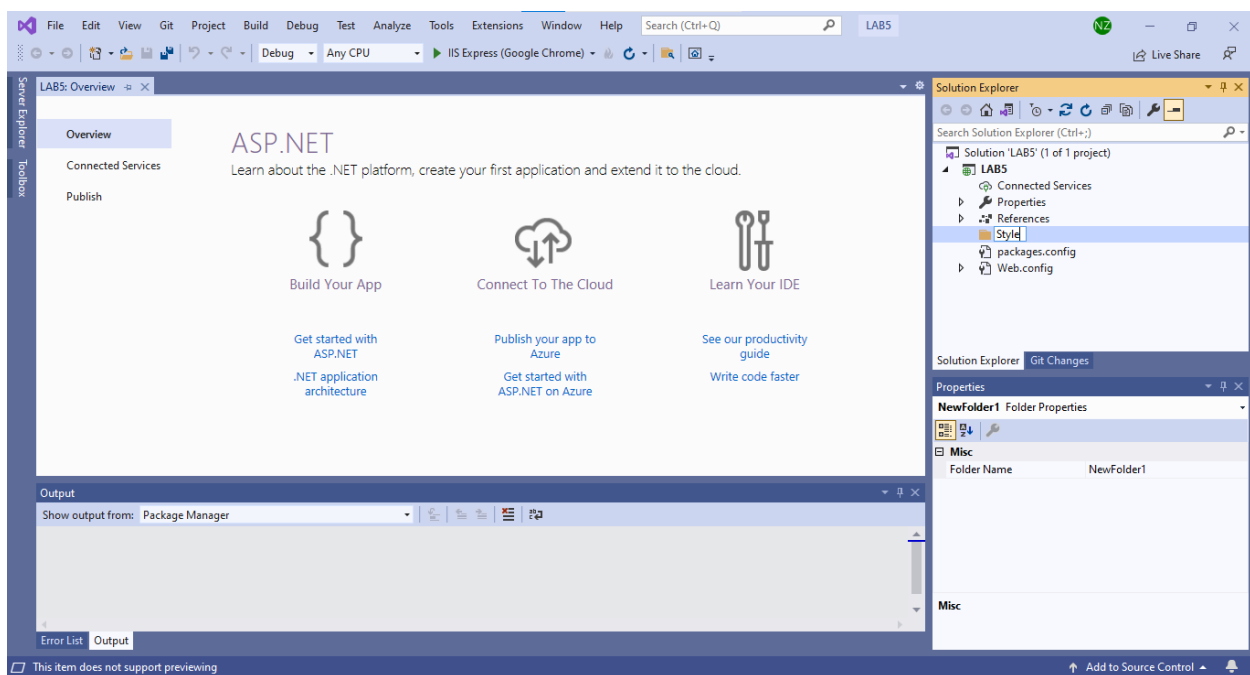 File Edit View Git Project Build Debug Test Analyze Tools Extensions Window Help Search (Ctrl+Q) LAB5 NZ
Debug Any CPU IIS Express (Google Chrome) Live Share
Server Explorer
Toolbox
LAB5: Overview
Overview
Connected Services
Publish
ASP.NET
Learn about the .NET platform, create your first application and extend it to the cloud.
Build Your App
Connect To The Cloud
Learn Your IDE
Get started with
ASP.NET
.NET application
architecture
Publish your app to
Azure
Get started with
ASP.NET on Azure
See our productivity
guide
Write code faster
Output
Show output from: Package Manager
Error List Output
Solution Explorer
Search Solution Explorer (Ctrl+;)
Solution 'LAB5' (1 of 1 project)
LAB5
Connected Services
Properties
References
Style
packages.config
Web.config
Solution Explorer Git Changes
Properties
NewFolder1 Folder Properties
Misc
Folder Name NewFolder1
Misc
This item does not support previewing Add to Source Control